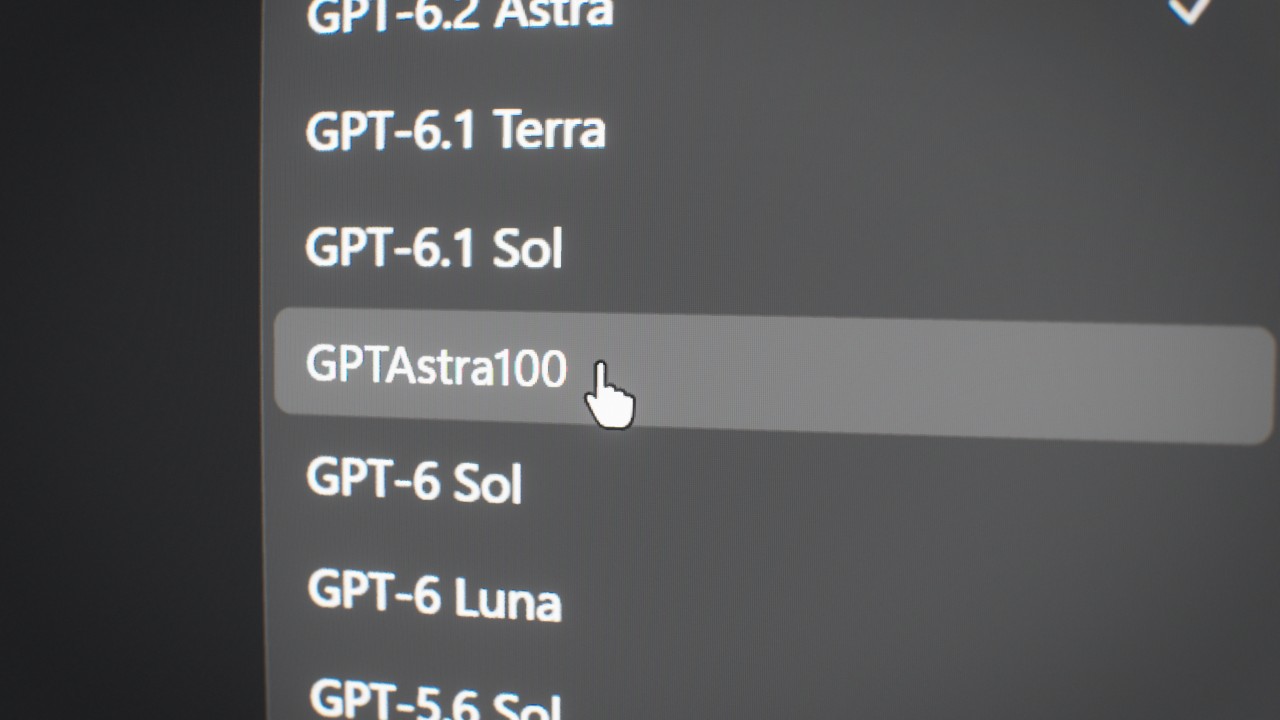 GPT-6.2 Astra
GPT-6.1 Terra
GPT-6.1 Sol
GPTAstra100
GPT-6 Sol
GPT-6 Luna
GPT-5.6 Sol